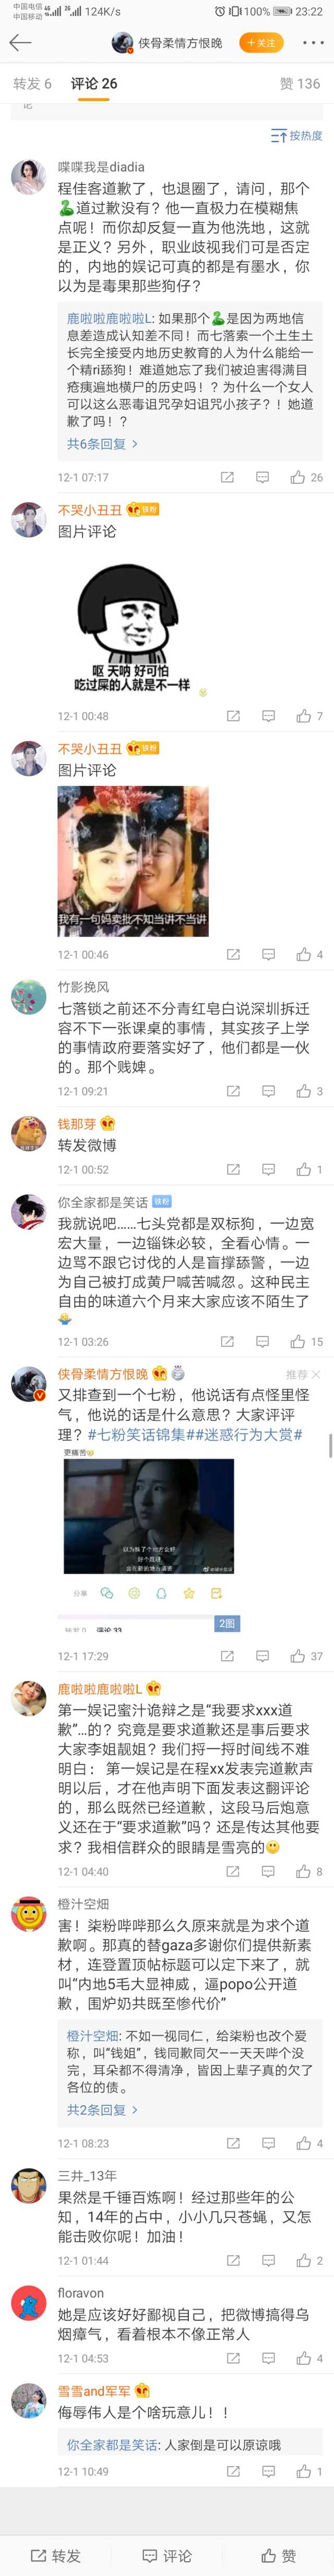 中国电信
中国移动
4G
2G
124K/s
100%
23:22
侠骨柔情方恨晚
+关注
转发 6
评论 26
赞 136
按热度
喋喋我是diadia
程佳客道歉了，也退圈了，请问，那个
🐍道过歉没有？他一直极力在模糊焦
点呢！而你却反复一直为他洗地，这就
是正义？另外，职业歧视我们可是否定
的，内地的娱记可真的都是有墨水，你
以为是毒果那些狗仔？
鹿啦啦鹿啦啦L: 如果那个🐍是因为两地信
息差造成认知差不同！而七落索一个土生土
长完全接受内地历史教育的人为什么能给一
个精ri舔狗！难道她忘了我们被迫害得满目
疮痍遍地横尸的历史吗！？为什么一个女人
可以这么恶毒诅咒孕妇诅咒小孩子？！她道
歉了吗！？
共6条回复 >
12-1 07:17
26
不哭小丑丑
铁粉
图片评论
呕 天呐 好可怕
吃过屎的人就是不一样
12-1 00:48
7
不哭小丑丑
铁粉
图片评论
我有一句妈卖批不知当讲不当讲
12-1 00:46
4
竹影挽风
七落锁之前还不分青红皂白说深圳拆迁
容不下一张课桌的事情，其实孩子上学
的事情政府要落实好了，他们都是一伙
的。那个贱婢。
12-1 09:21
3
钱那芽
转发微博
12-1 00:52
1
你全家都是笑话
铁粉
我就说吧……七头党都是双标狗，一边宽
宏大量，一边锱铢必较，全看心情。一
边骂不跟它讨伐的人是盲撑舔警，一边
为自己被打成黄尸喊苦喊忽。这种民主
自由的味道六个月来大家应该不陌生了
🤷
12-1 03:26
15
侠骨柔情方恨晚
推荐
又排查到一个七粉，他说话有点怪里怪
气，他说的话是什么意思？大家评评
理？#七粉笑话锦集##迷惑行为大赏#
更痛苦
以为换了个地方会好
好个屁呀
分享
评论 33
2图
12-1 17:29
37
鹿啦啦鹿啦啦L
第一娱记蜜汁诡辩之是“我要求xxx道
歉”…的？究竟是要求道歉还是事后要求
大家李姐靓姐？我们捋一捋时间线不难
明白： 第一娱记是在程xx发表完道歉声
明以后，才在他声明下面发表这翻评论
的，那么既然已经道歉，这段马后炮意
义还在于“要求道歉”吗？还是传达其他要
求？我相信群众的眼睛是雪亮的😬
12-1 04:40
8
橙汁空畑
害！柒粉哔哔那么久原来就是为求个道
歉啊。那真的替gaza多谢你们提供新素
材，连登置顶帖标题可以定下来了，就
叫“内地5毛大显神威，逼popo公开道
歉，围炉奶共既至惨代价”
橙汁空畑: 不如一视同仁，给柒粉也改个爱
称，叫“钱姐”，钱同歉同欠——天天哔个没
完，耳朵都不得清净，皆因上辈子真的欠了
各位的债。
共2条回复 >
12-1 08:23
4
三井_13年
果然是千锤百炼啊！经过那些年的公
知，14年的占中，小小几只苍蝇，又怎
能击败你呢！加油！
12-1 01:44
2
floravon
她是应该好好鄙视自己，把微博搞得乌
烟瘴气，看着根本不像正常人
12-1 04:53
4
雪雪and军军
侮辱伟人是个啥玩意儿！！
你全家都是笑话: 人家倒是可以原谅哦
12-1 10:49
1
转发
评论
赞